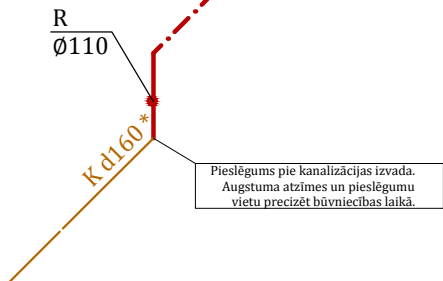 R
Ø110
K d160 *
Pieslēgums pie kanalizācijas izvada.
Augstuma atzīmes un pieslēgumu
vietu precizēt būvniecības laikā.